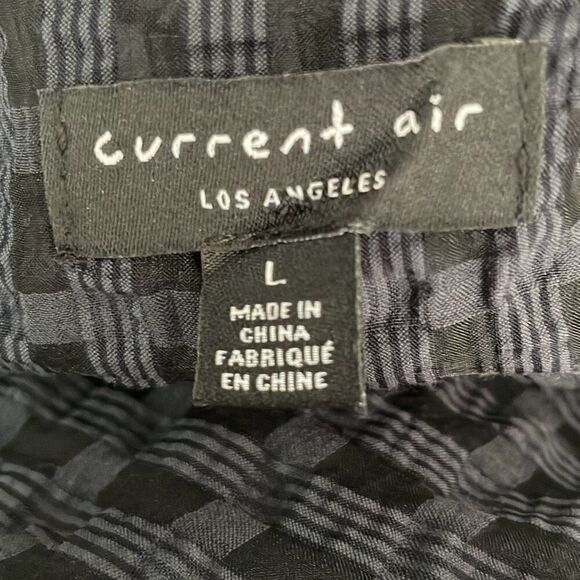 current air
LOS ANGELES
L
MADE IN
CHINA
FABRIQUÉ
EN CHINE